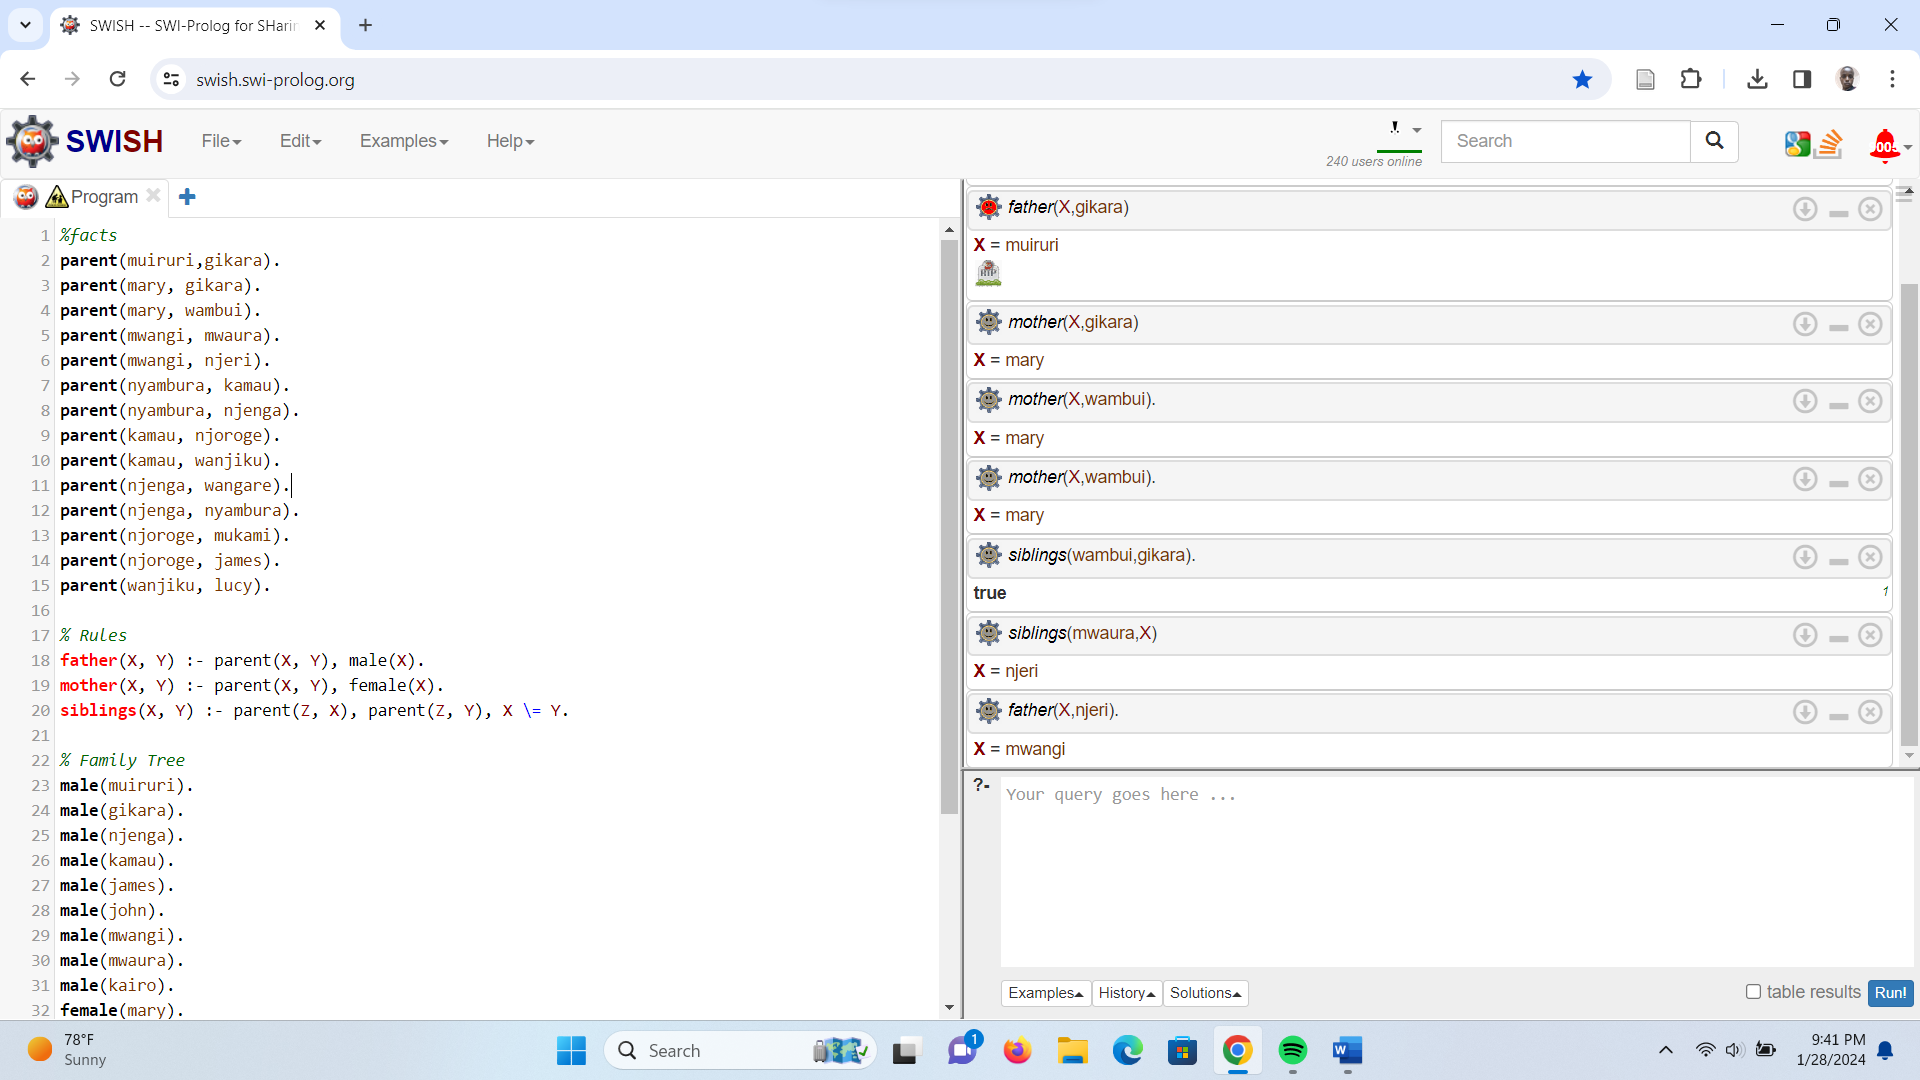 SWISH -- SWI-Prolog for SHarin
swish.swi-prolog.org
SWISH
File
Edit
Examples
Help
240 users online
Search
Program
1 %facts
2 parent(muiruri,gikara).
3 parent(mary, gikara).
4 parent(mary, wambui).
5 parent(mwangi, mwaura).
6 parent(mwangi, njeri).
7 parent(nyambura, kamau).
8 parent(nyambura, njenga).
9 parent(kamau, njoroge).
10 parent(kamau, wanjiku).
11 parent(njenga, wangare).
12 parent(njenga, nyambura).
13 parent(njoroge, mukami).
14 parent(njoroge, james).
15 parent(wanjiku, lucy).
16
17 % Rules
18 father(X, Y) :- parent(X, Y), male(X).
19 mother(X, Y) :- parent(X, Y), female(X).
20 siblings(X, Y) :- parent(Z, X), parent(Z, Y), X \= Y.
21
22 % Family Tree
23 male(muiruri).
24 male(gikara).
25 male(njenga).
26 male(kamau).
27 male(james).
28 male(john).
29 male(mwangi).
30 male(mwaura).
31 male(kairo).
32 female(mary).
father(X,gikara)
X = muiruri
RIP
mother(X,gikara)
X = mary
mother(X,wambui).
X = mary
mother(X,wambui).
X = mary
siblings(wambui,gikara).
true 1
siblings(mwaura,X)
X = njeri
father(X,njeri).
X = mwangi
?- Your query goes here ...
Examples History Solutions
table results Run!
78°F
Sunny
Search
1
W
9:41 PM
1/28/2024